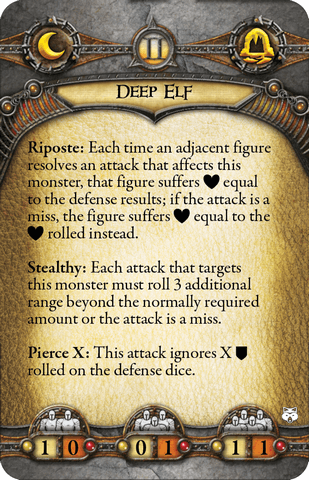 II
DEEP ELF
Riposte: Each time an adjacent figure
resolves an attack that affects this
monster, that figure suffers ♥ equal
to the defense results; if the attack is a
miss, the figure suffers ♥ equal to the
♥ rolled instead.
Stealthy: Each attack that targets
this monster must roll 3 additional
range beyond the normally required
amount or the attack is a miss.
Pierce X: This attack ignores X
rolled on the defense dice.
1 0 0 1 1 1